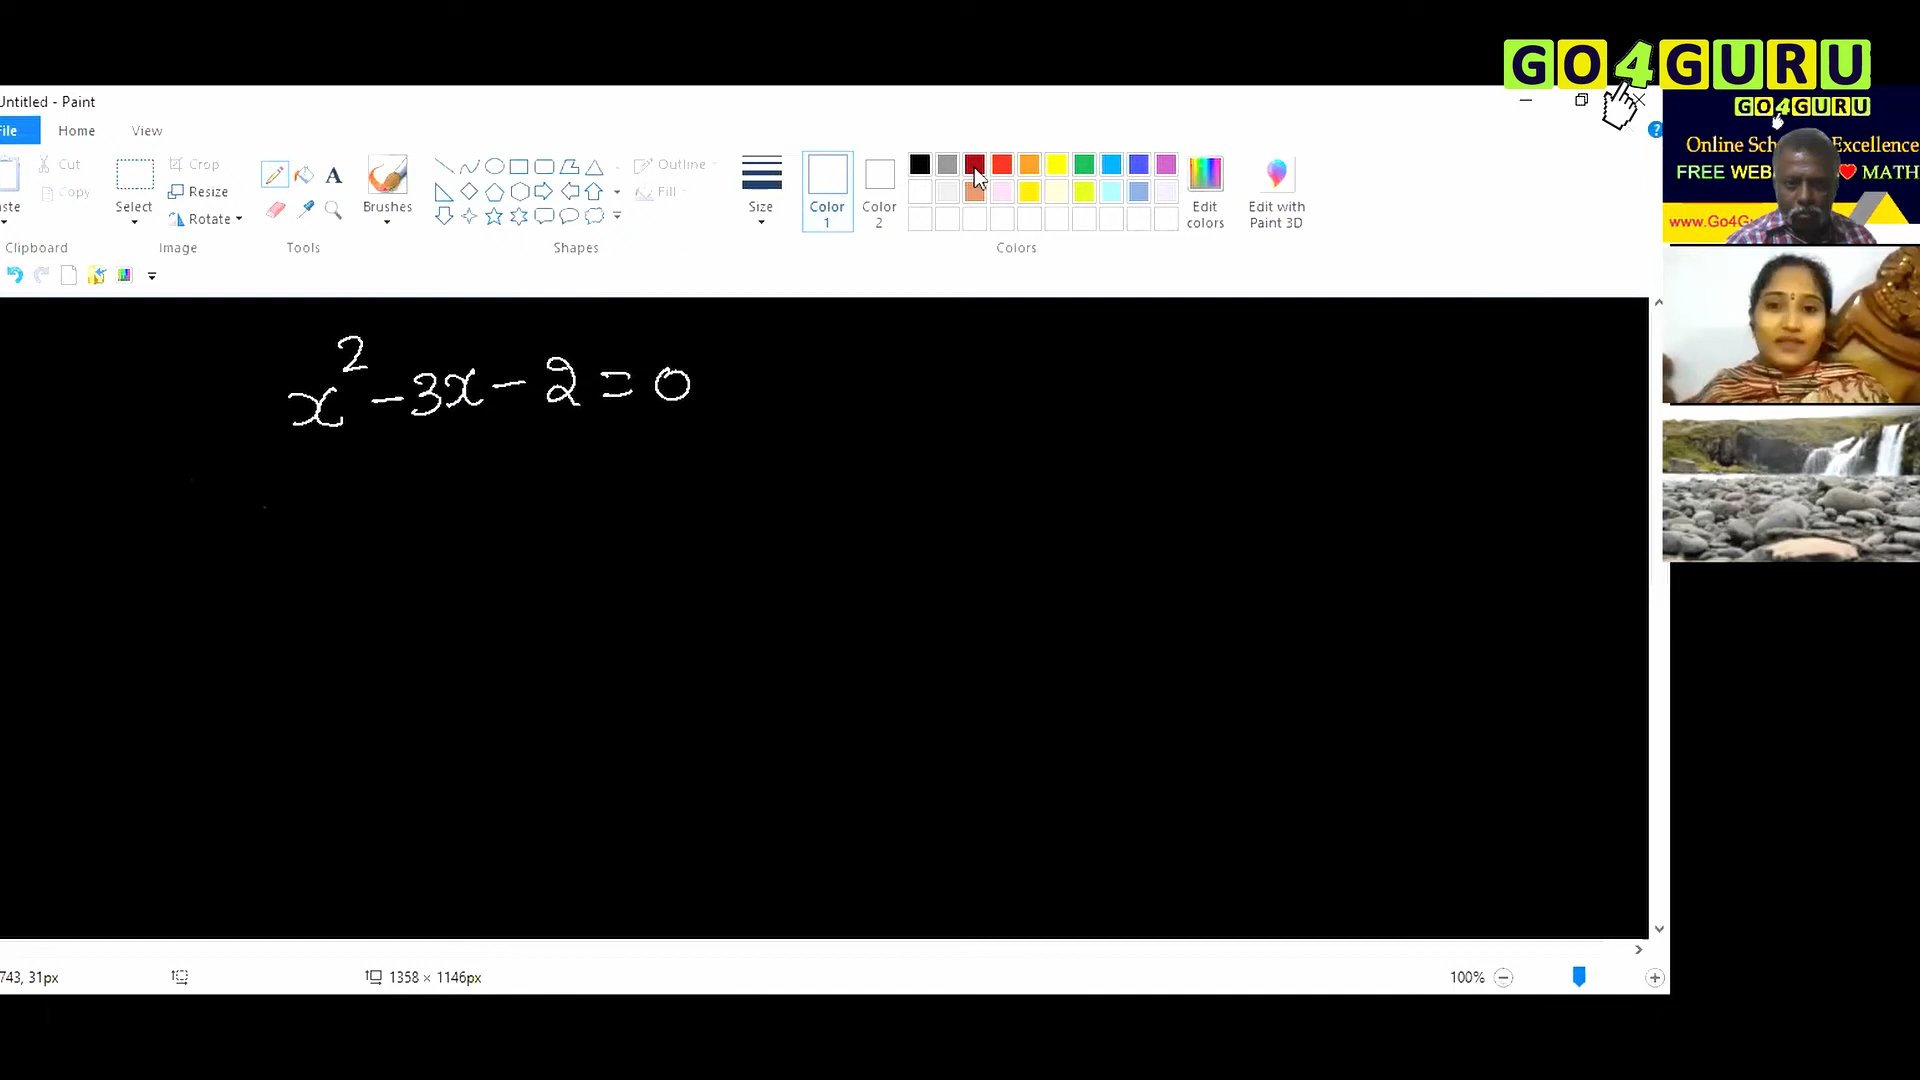 GO4GURU
Untitled - Paint
GO4GURU
File
Home
View
Online Sch Excellence
FREE WEB MATH
www.Go4Gu
Cut
Copy
Select
Crop
Resize
Rotate
Brushes
Outline
Fill
Size
Color
1
Color
2
Edit
colors
Edit with
Paint 3D
Clipboard
Image
Tools
Shapes
Colors
x² - 3x - 2 = 0
743, 31px
1358 × 1146px
100%